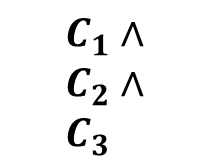 C₁ ∧
C₂ ∧
C₃